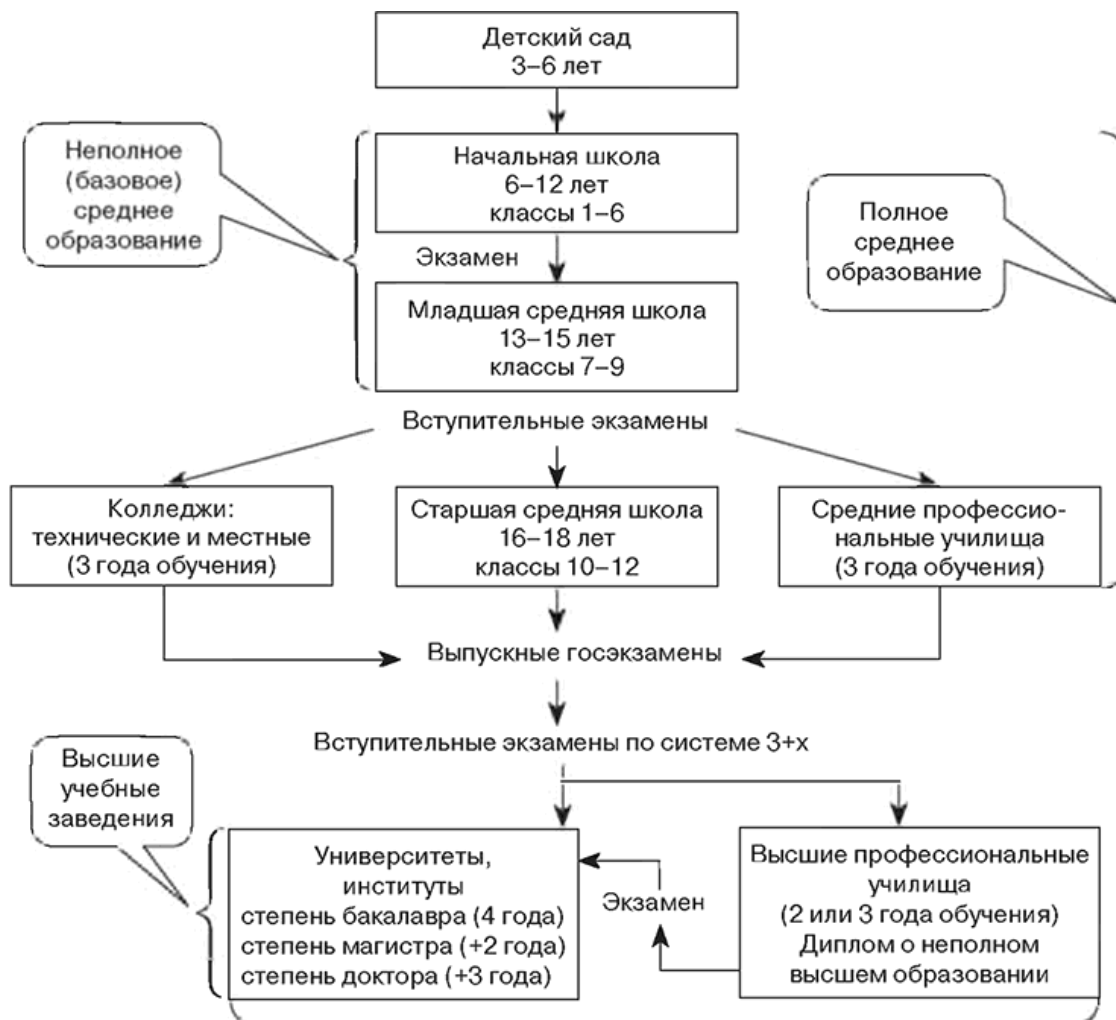 Детский сад
3–6 лет
Неполное
(базовое)
среднее
образование
Начальная школа
6–12 лет
классы 1–6
Полное
среднее
образование
Экзамен
Младшая средняя школа
13–15 лет
классы 7–9
Вступительные экзамены
Колледжи:
технические и местные
(3 года обучения)
Старшая средняя школа
16–18 лет
классы 10–12
Средние профессио-
нальные училища
(3 года обучения)
Выпускные госэкзамены
Вступительные экзамены по системе 3+х
Высшие
учебные
заведения
Университеты,
институты
степень бакалавра (4 года)
степень магистра (+2 года)
степень доктора (+3 года)
Экзамен
Высшие профессиональные
училища
(2 или 3 года обучения)
Диплом о неполном
высшем образовании